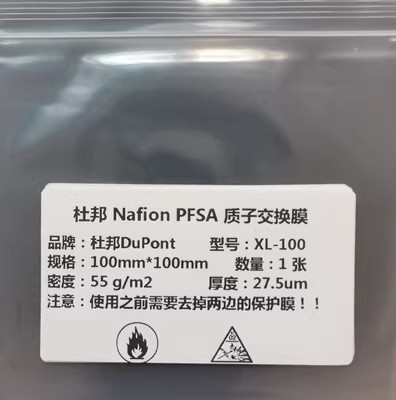 杜邦 Nafion PFSA 质子交换膜
品牌：杜邦DuPont 型号：XL-100
规格：100mm*100mm 数量：1 张
密度：55 g/m2 厚度：27.5um
注意：使用之前需要去掉两边的保护膜！！
02